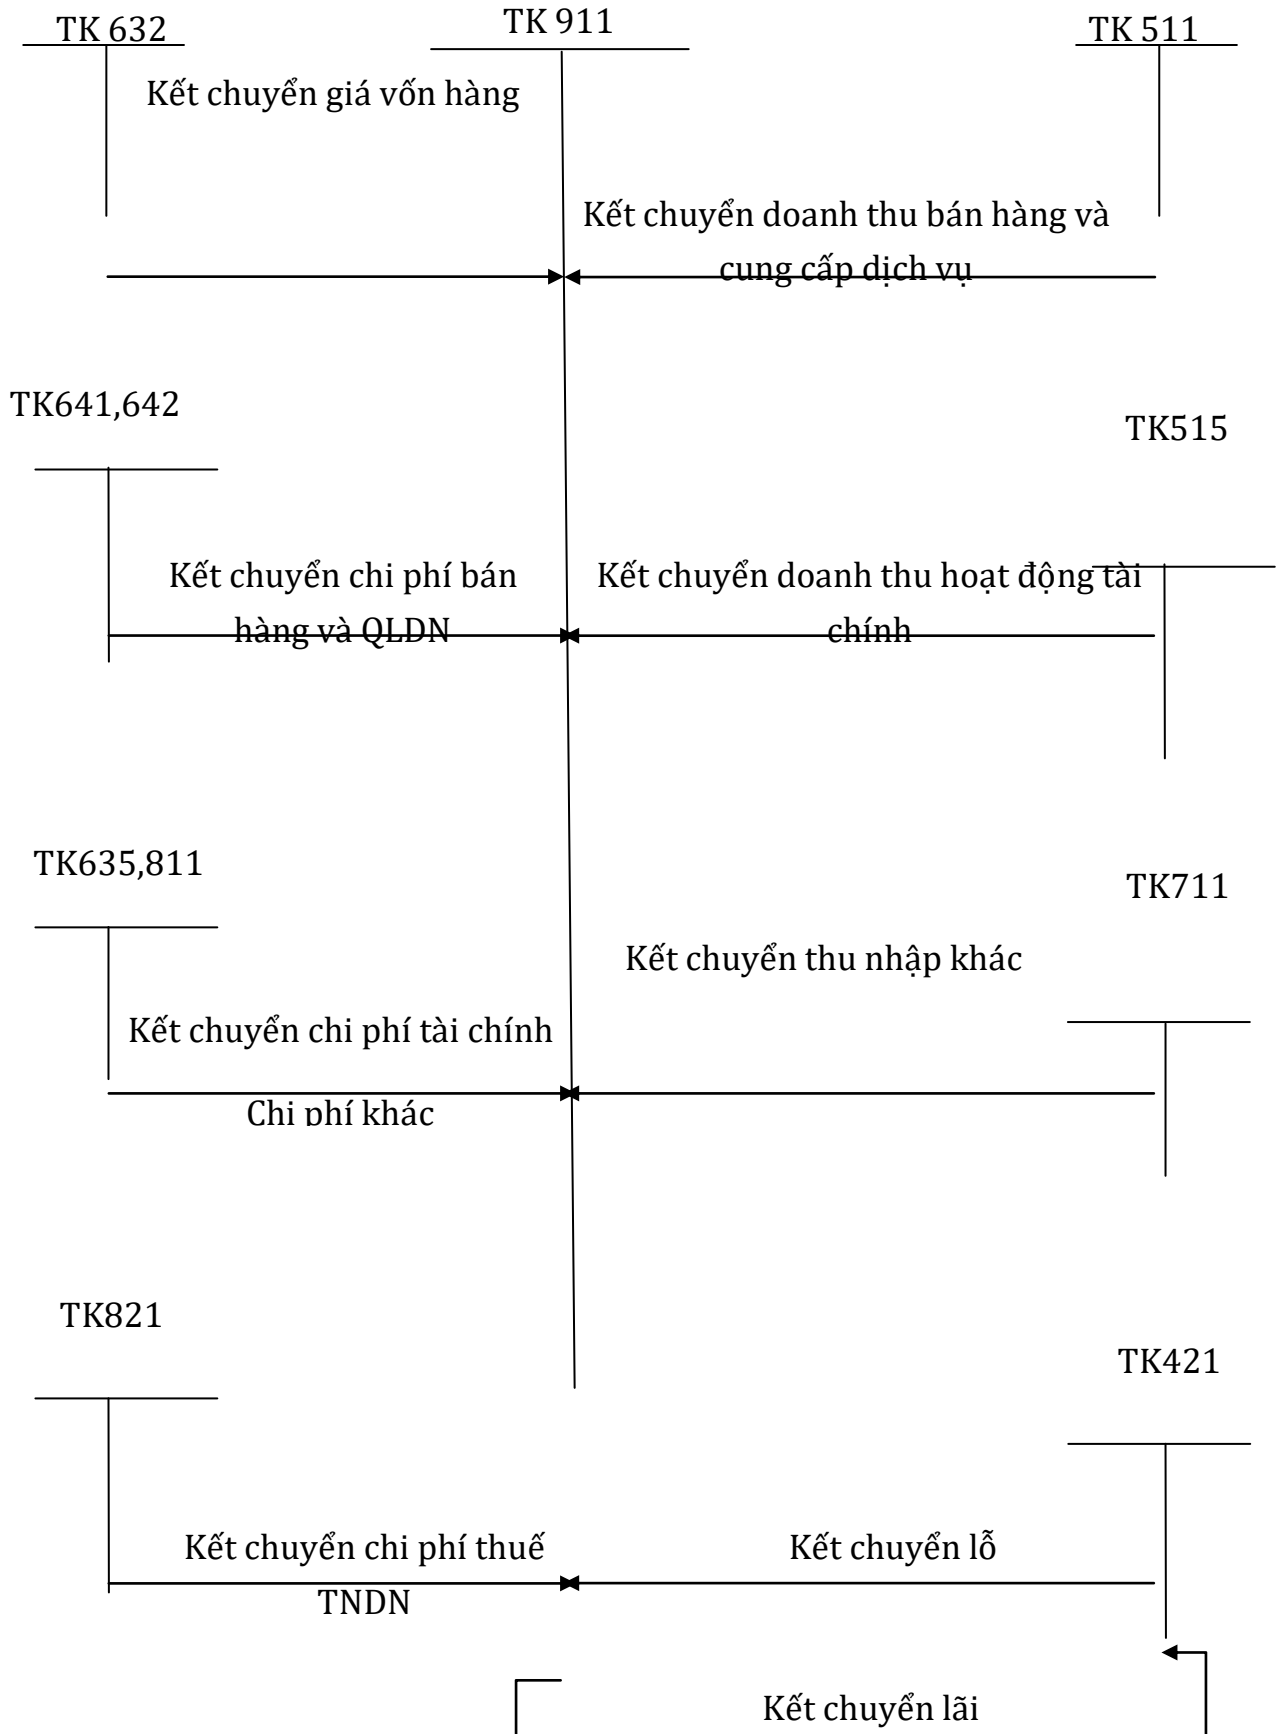 TK 632
TK 911
TK 511
Kết chuyển giá vốn hàng
Kết chuyển doanh thu bán hàng và
cung cấp dịch vụ
TK641,642
TK515
Kết chuyển chi phí bán
hàng và QLDN
Kết chuyển doanh thu hoạt động tài
chính
TK635,811
TK711
Kết chuyển thu nhập khác
Kết chuyển chi phí tài chính
Chi phí khác
TK821
TK421
Kết chuyển chi phí thuế
TNDN
Kết chuyển lỗ
Kết chuyển lãi